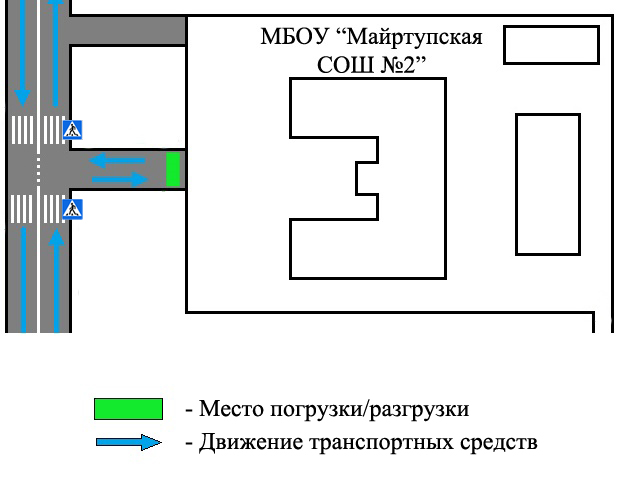 МБОУ “Майртупская
СОШ №2”
- Место погрузки/разгрузки
- Движение транспортных средств